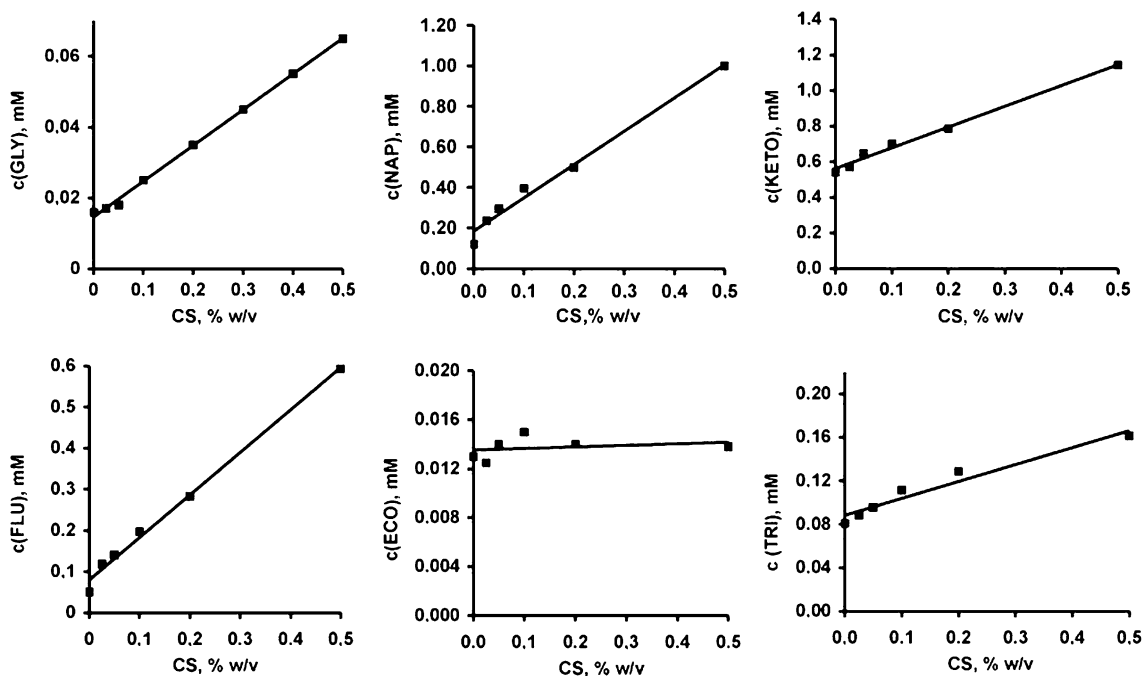 c(GLY), mM
0.06
0.04
0.02
0
0 0.1 0.2 0.3 0.4 0.5
CS, % w/v
c(NAP), mM
1.20
1.00
0.80
0.60
0.40
0.20
0.00
0.0 0.1 0.2 0.3 0.4 0.5
CS,% w/v
c(KETO), mM
1.4
1.2
1.0
0.8
0.6
0.4
0.2
0.0
0.0 0.1 0.2 0.3 0.4 0.5
CS, % w/v
c(FLU), mM
0.6
0.5
0.4
0.3
0.2
0.1
0
0 0.1 0.2 0.3 0.4 0.5
CS, % w/v
c(ECO), mM
0.020
0.016
0.012
0.008
0.004
0.000
0.0 0.1 0.2 0.3 0.4 0.5
CS, % w/v
c (TRI), mM
0.20
0.16
0.12
0.08
0.04
0.00
0.0 0.1 0.2 0.3 0.4 0.5
CS, % w/v